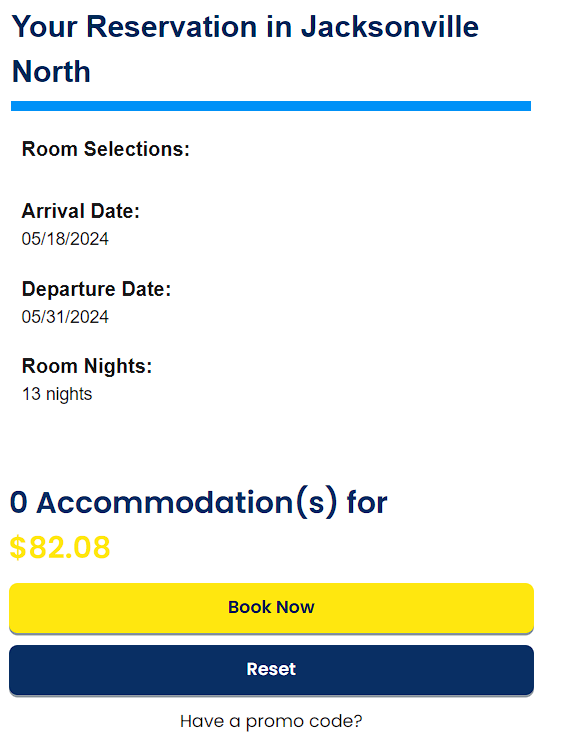 Your Reservation in Jacksonville
North
Room Selections:
Arrival Date:
05/18/2024
Departure Date:
05/31/2024
Room Nights:
13 nights
0 Accommodation(s) for
$82.08
Book Now
Reset
Have a promo code?